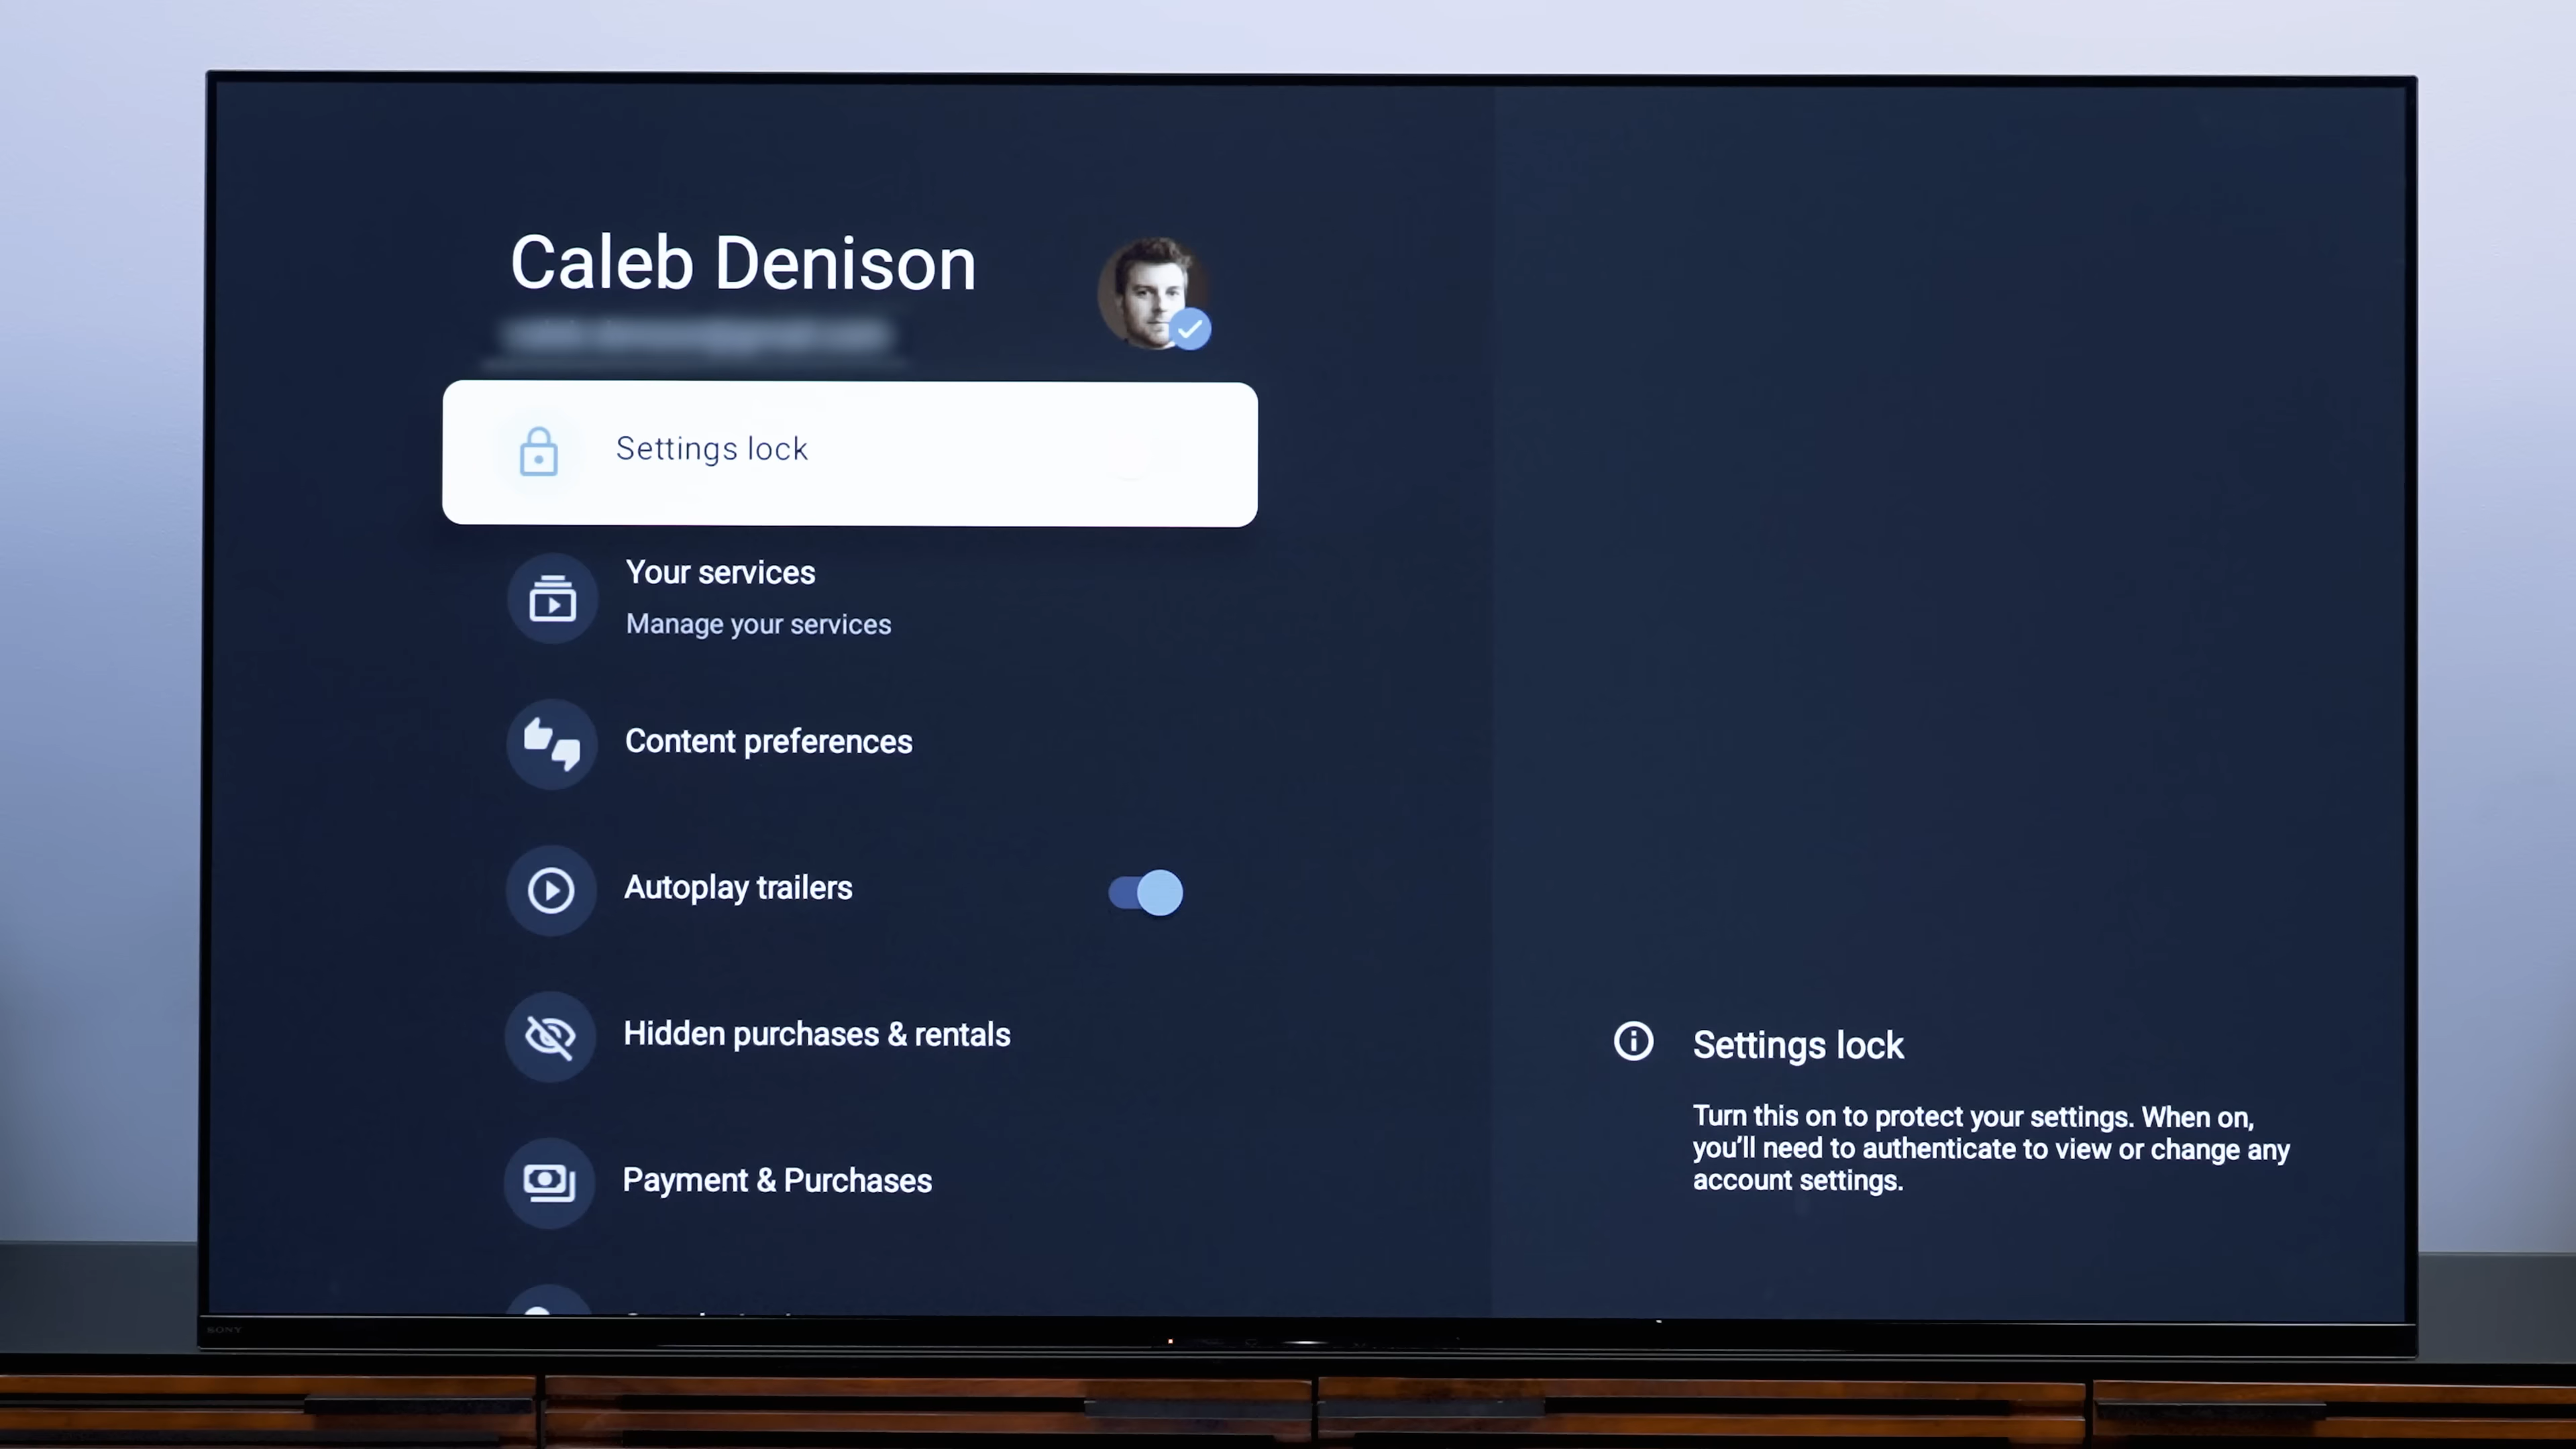 Caleb Denison
Settings lock
Your services
Manage your services
Content preferences
Autoplay trailers
Hidden purchases & rentals
Payment & Purchases
Settings lock
Turn this on to protect your settings. When on,
you'll need to authenticate to view or change any
account settings.
SONY